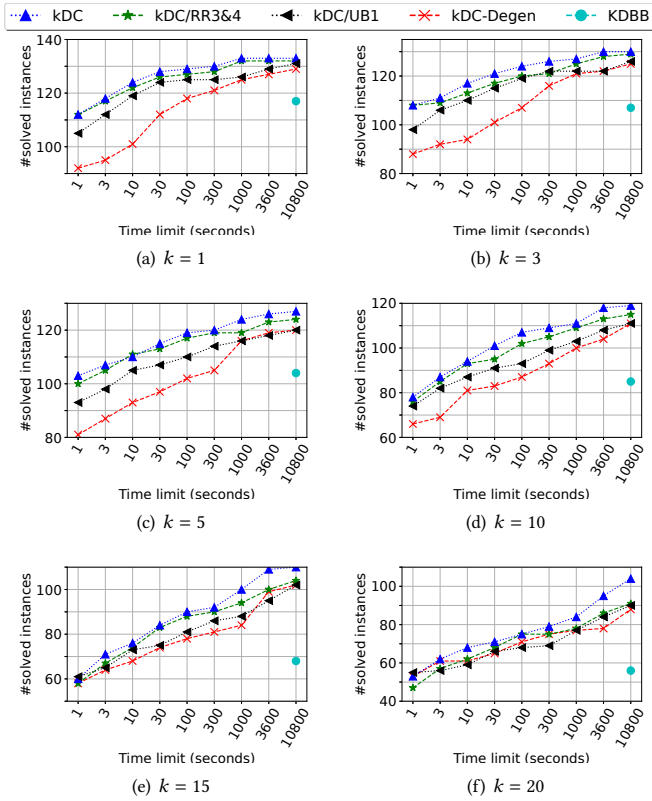 kDC kDC/RR3&4 kDC/UB1 kDC-Degen KDBB
#solved instances
140
120
100
1 3 10 30 100 300 1000 3600 10800
Time limit (seconds)
(a) k = 1
#solved instances
120
100
80
1 3 10 30 100 300 1000 3600 10800
Time limit (seconds)
(b) k = 3
#solved instances
120
100
80
1 3 10 30 100 300 1000 3600 10800
Time limit (seconds)
(c) k = 5
#solved instances
120
100
80
60
1 3 10 30 100 300 1000 3600 10800
Time limit (seconds)
(d) k = 10
#solved instances
100
80
60
1 3 10 30 100 300 1000 3600 10800
Time limit (seconds)
(e) k = 15
#solved instances
100
80
60
40
1 3 10 30 100 300 1000 3600 10800
Time limit (seconds)
(f) k = 20